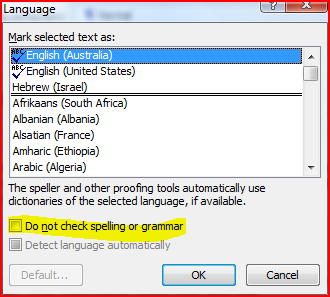 Language
Mark selected text as:
English (Australia)
English (United States)
Hebrew (Israel)
Afrikaans (South Africa)
Albanian (Albania)
Alsatian (France)
Amharic (Ethiopia)
Arabic (Algeria)
The speller and other proofing tools automatically use
dictionaries of the selected language, if available.
Do not check spelling or grammar
Detect language automatically
Default...
OK
Cancel